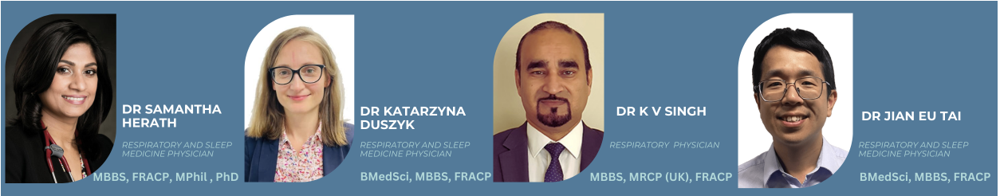 DR SAMANTHA
HERATH
RESPIRATORY AND SLEEP
MEDICINE PHYSICIAN
MBBS, FRACP, MPhil , PhD
DR KATARZYNA
DUSZYK
RESPIRATORY AND SLEEP
MEDICINE PHYSICIAN
BMedSci, MBBS, FRACP
DR K V SINGH
RESPIRATORY PHYSICIAN
MBBS, MRCP (UK), FRACP
DR JIAN EU TAI
RESPIRATORY AND SLEEP
MEDICINE PHYSICIAN
BMedSci, MBBS, FRACP